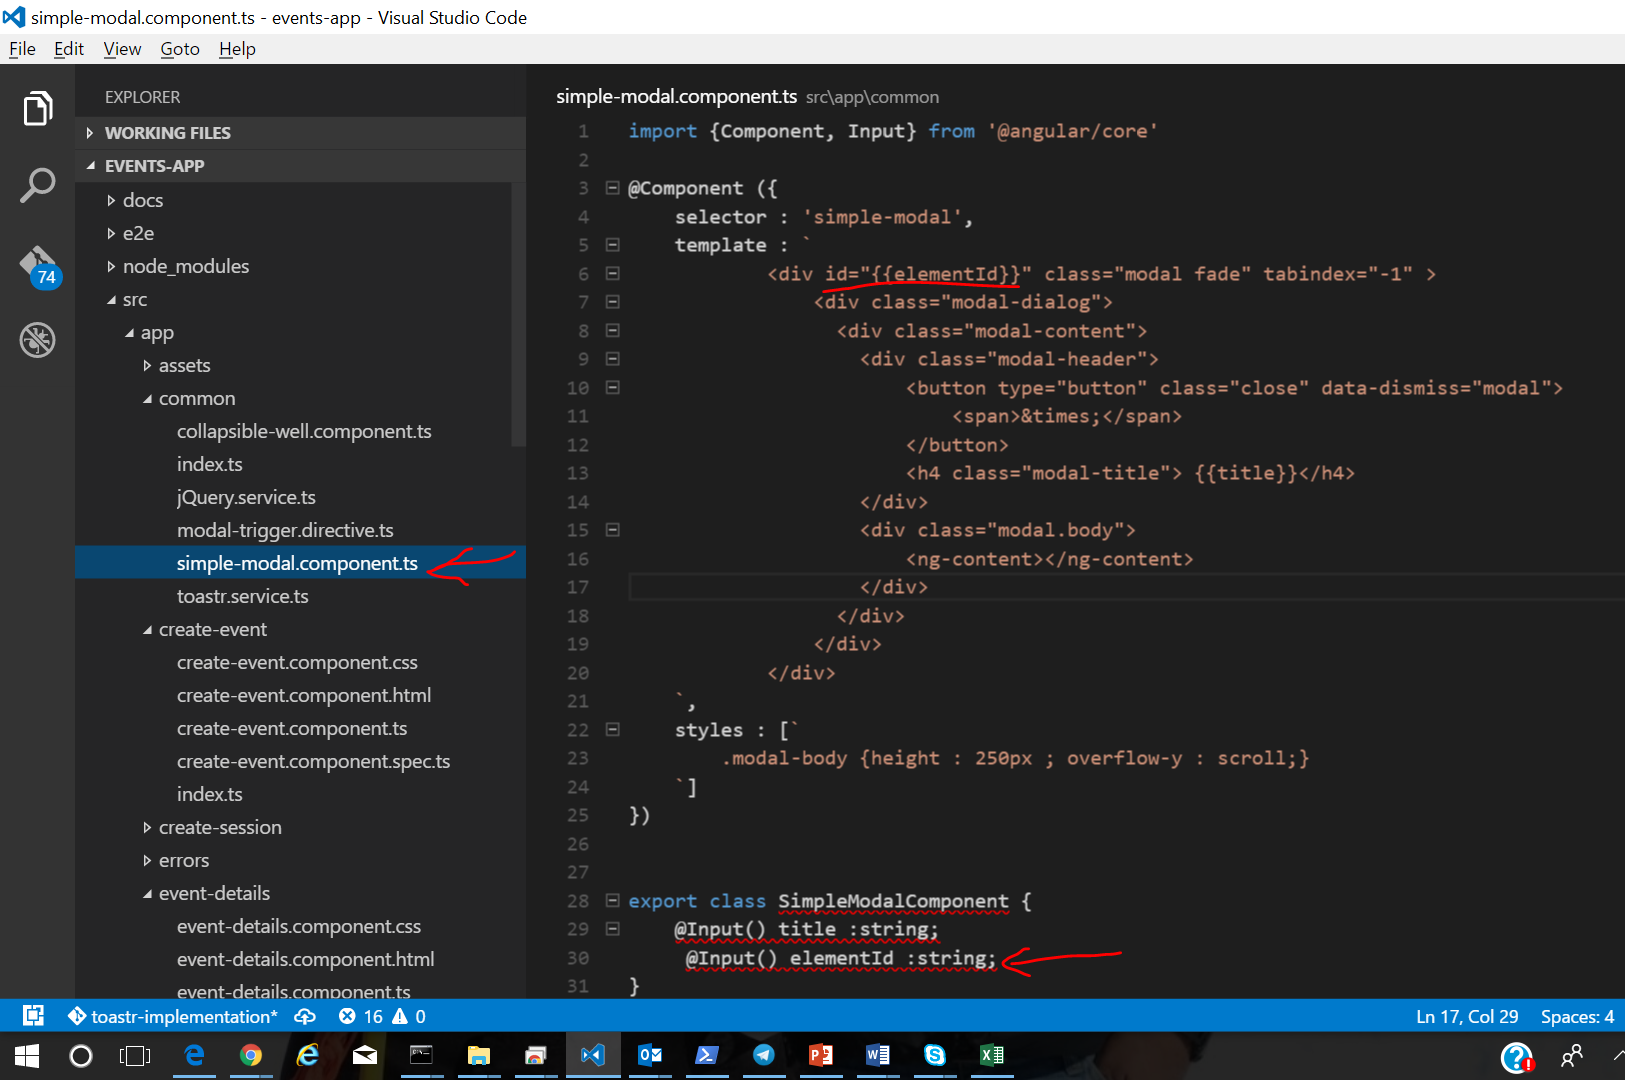 simple-modal.component.ts - events-app - Visual Studio Code
File Edit View Goto Help
EXPLORER
WORKING FILES
EVENTS-APP
docs
e2e
node_modules
src
app
assets
common
collapsible-well.component.ts
index.ts
jQuery.service.ts
modal-trigger.directive.ts
simple-modal.component.ts
toastr.service.ts
create-event
create-event.component.css
create-event.component.html
create-event.component.ts
create-event.component.spec.ts
index.ts
create-session
errors
event-details
event-details.component.css
event-details.component.html
event-details.component.ts
74
simple-modal.component.ts src\app\common
1 import {Component, Input} from '@angular/core'
2
3 @Component ({
4 selector : 'simple-modal',
5 template : `
6 <div id="{{elementId}}" class="modal fade" tabindex="-1" >
7 <div class="modal-dialog">
8 <div class="modal-content">
9 <div class="modal-header">
10 <button type="button" class="close" data-dismiss="modal">
11 <span>&times;</span>
12 </button>
13 <h4 class="modal-title"> {{title}}</h4>
14 </div>
15 <div class="modal.body">
16 <ng-content></ng-content>
17 </div>
18 </div>
19 </div>
20 </div>
21 `,
22 styles : [`
23 .modal-body {height : 250px ; overflow-y : scroll;}
24 `]
25 })
26
27
28 export class SimpleModalComponent {
29 @Input() title :string;
30 @Input() elementId :string;
31 }
toastr-implementation* 16 0 Ln 17, Col 29 Spaces: 4